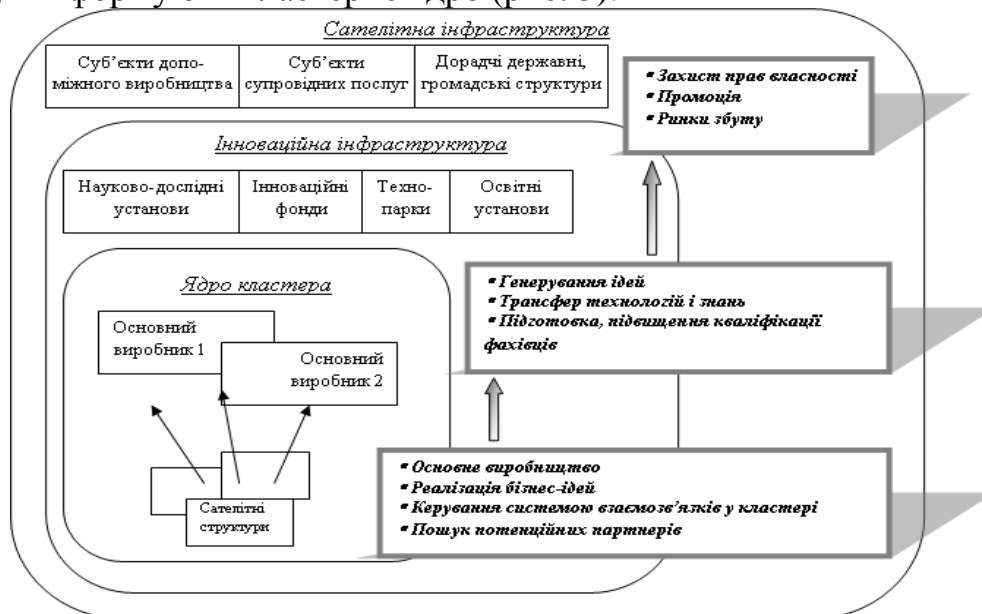 Сателітна інфраструктура
Суб’єкти допо-
міжного виробництва
Суб’єкти
супровідних послуг
Дорадчі державні,
громадські структури
▪ Захист прав власності
▪ Промоція
▪ Ринки збуту
Інноваційна інфраструктура
Науково-дослідні
установи
Інноваційні
фонди
Техно-
парки
Освітні
установи
Ядро кластера
Основний
виробник 1
Основний
виробник 2
Сателітні
структури
▪ Генерування ідей
▪ Трансфер технологій і знань
▪ Підготовка, підвищення кваліфікації
фахівців
▪ Основне виробництво
▪ Реалізація бізнес-ідей
▪ Керування системою взаємозв’язків у кластері
▪ Пошук потенційних партнерів